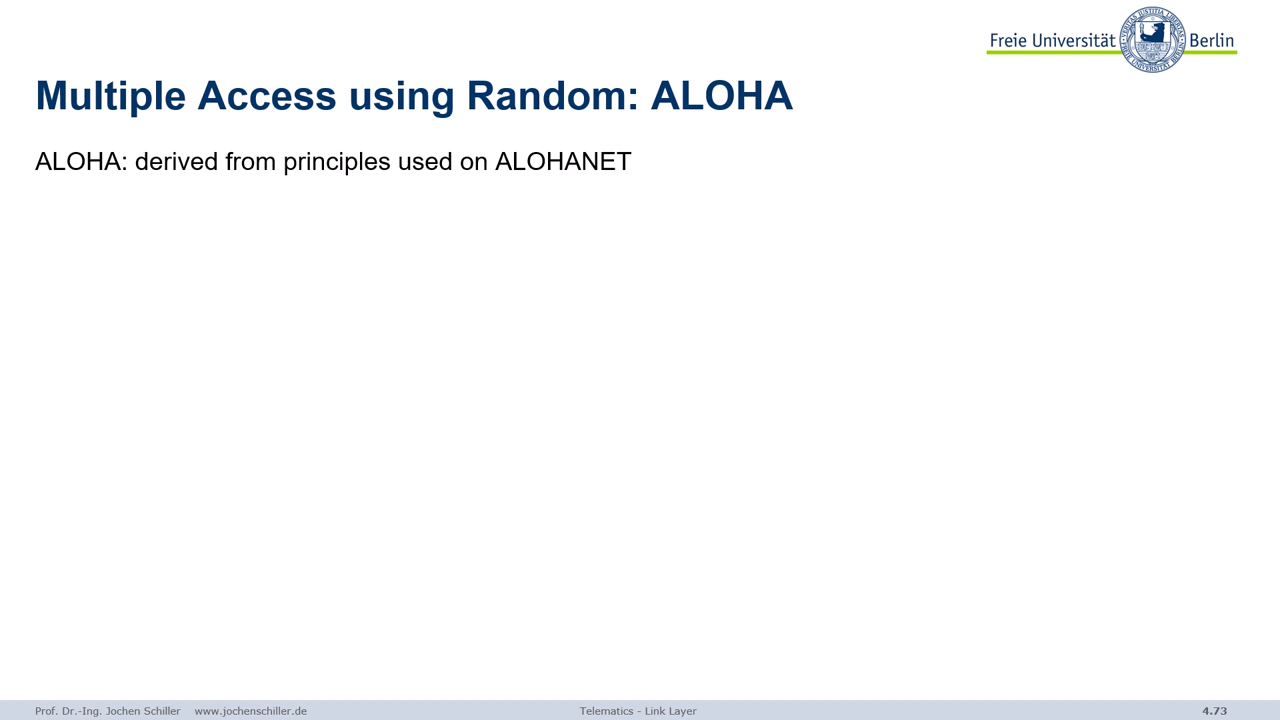 Freie Universität Berlin
Multiple Access using Random: ALOHA
ALOHA: derived from principles used on ALOHANET
Prof. Dr.-Ing. Jochen Schiller www.jochenschiller.de Telematics - Link Layer 4.73